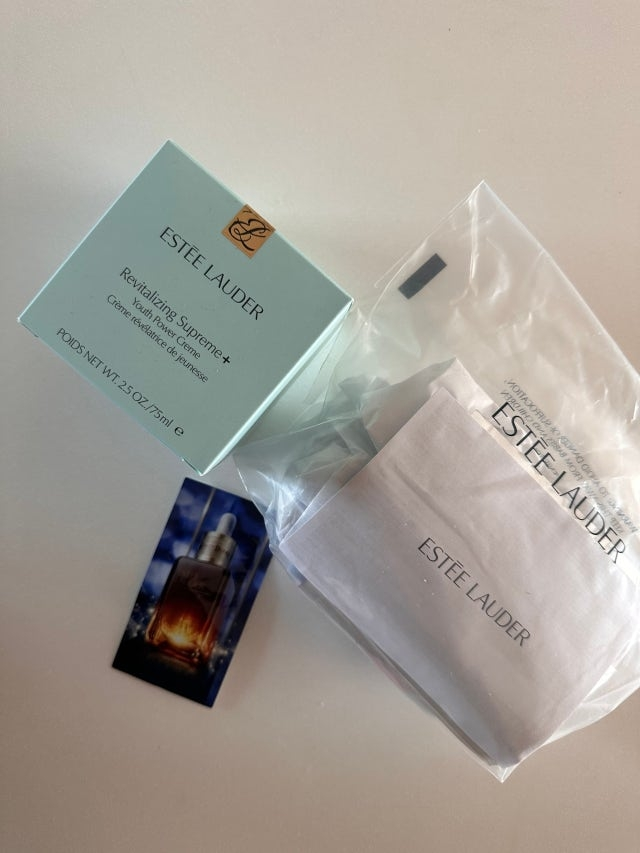 ESTĒE LAUDER
Revitalizing Supreme+
Youth Power Creme
Crème révélatrice de jeunesse
POIDS NET WT. 2.5 OZ./75ml ℮
ESTĒE LAUDER
ESTĒE LAUDER